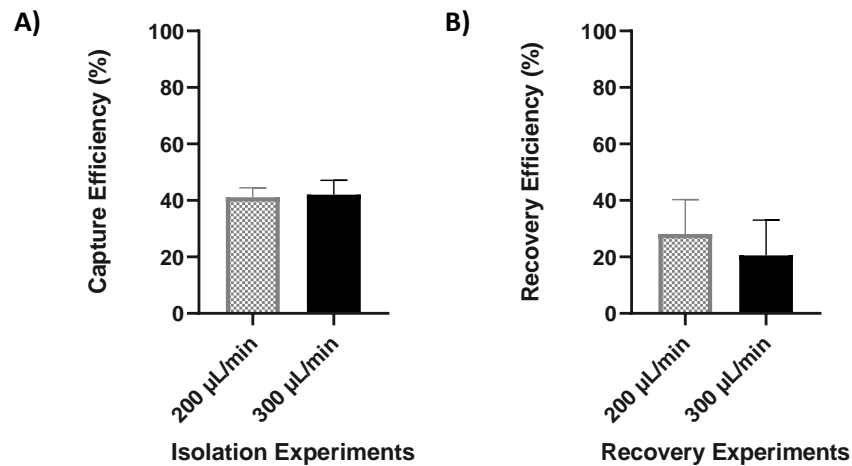 A)
Capture Efficiency (%)
100
80
60
40
20
0
200 µL/min
300 µL/min
Isolation Experiments
B)
Recovery Efficiency (%)
100
80
60
40
20
0
200 µL/min
300 µL/min
Recovery Experiments